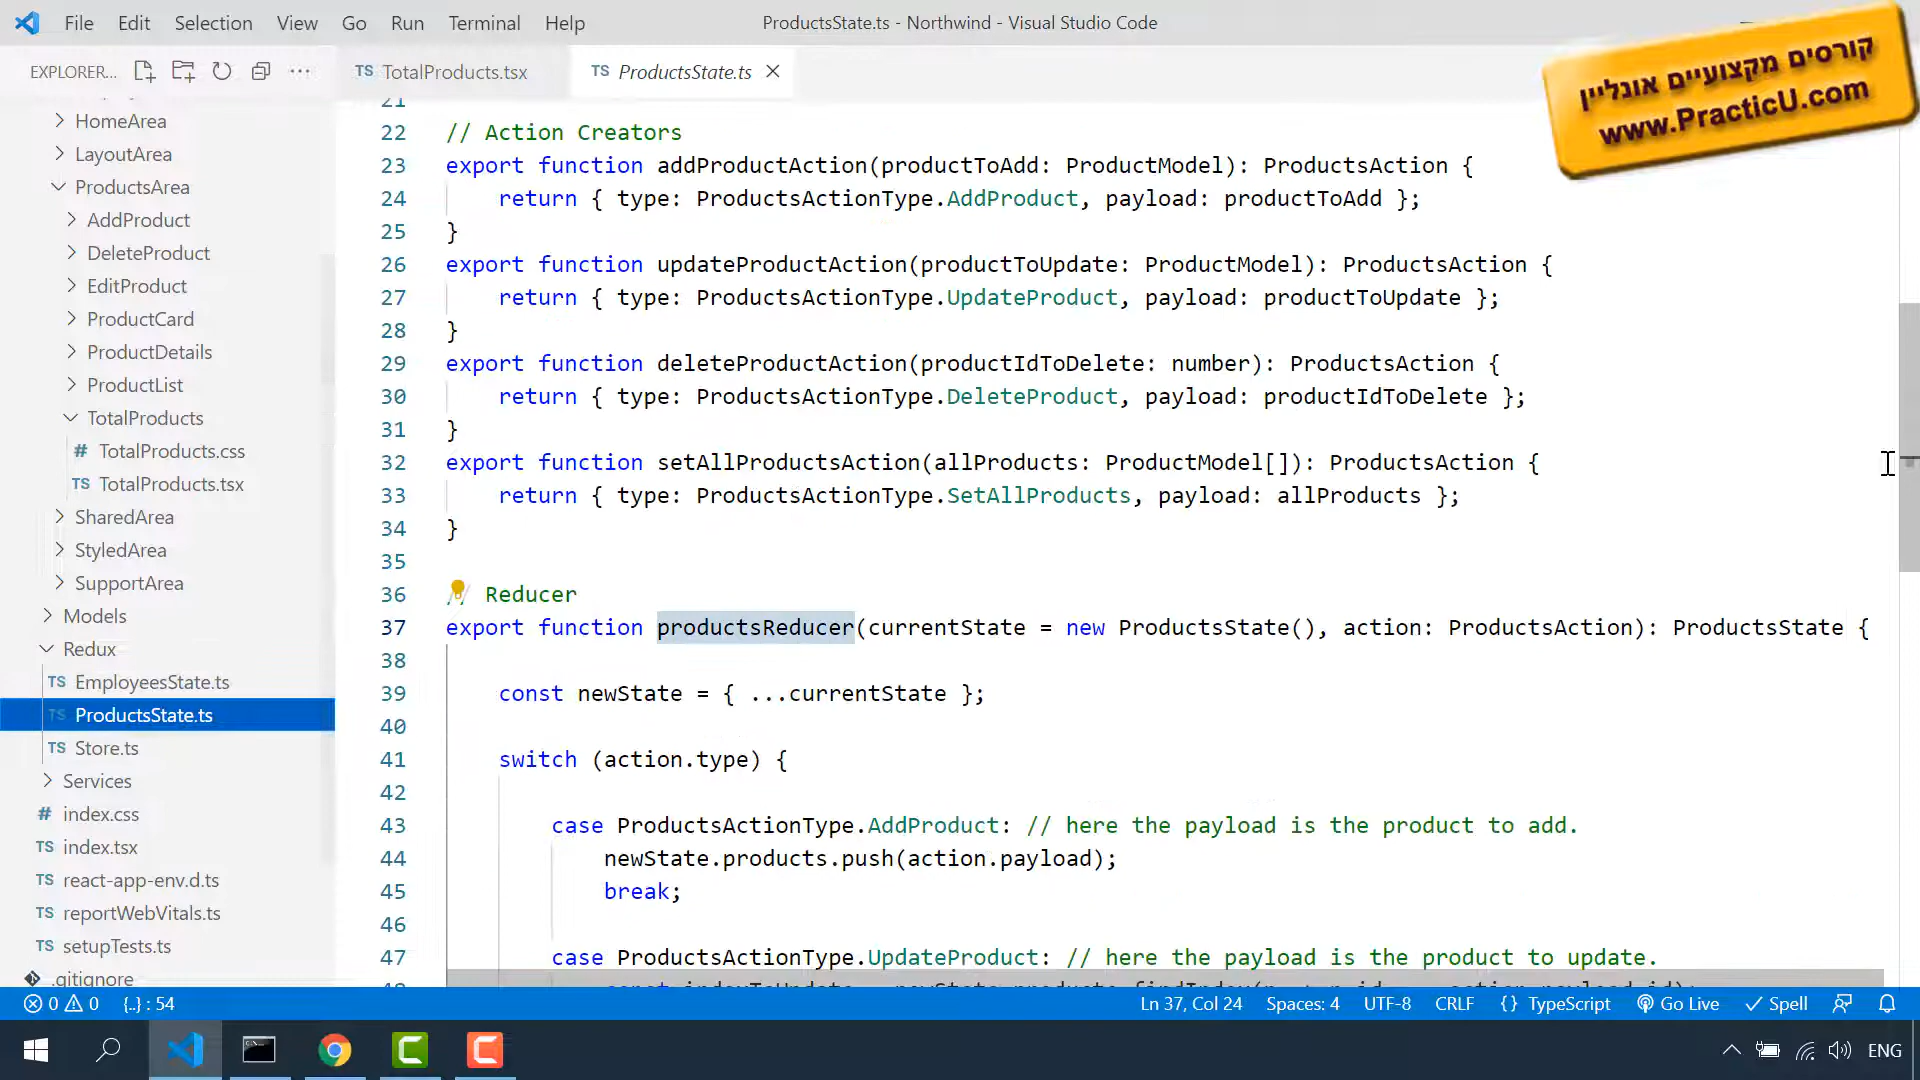 File Edit Selection View Go Run Terminal Help
ProductsState.ts - Northwind - Visual Studio Code
קורסים מקצועיים אונליין
www.PracticU.com
EXPLORER...
TS TotalProducts.tsx
TS ProductsState.ts
HomeArea
LayoutArea
ProductsArea
AddProduct
DeleteProduct
EditProduct
ProductCard
ProductDetails
ProductList
TotalProducts
# TotalProducts.css
TS TotalProducts.tsx
SharedArea
StyledArea
SupportArea
Models
Redux
TS EmployeesState.ts
TS ProductsState.ts
TS Store.ts
Services
# index.css
TS index.tsx
TS react-app-env.d.ts
TS reportWebVitals.ts
TS setupTests.ts
.gitignore
21
22 // Action Creators
23 export function addProductAction(productToAdd: ProductModel): ProductsAction {
24 return { type: ProductsActionType.AddProduct, payload: productToAdd };
25 }
26 export function updateProductAction(productToUpdate: ProductModel): ProductsAction {
27 return { type: ProductsActionType.UpdateProduct, payload: productToUpdate };
28 }
29 export function deleteProductAction(productIdToDelete: number): ProductsAction {
30 return { type: ProductsActionType.DeleteProduct, payload: productIdToDelete };
31 }
32 export function setAllProductsAction(allProducts: ProductModel[]): ProductsAction {
33 return { type: ProductsActionType.SetAllProducts, payload: allProducts };
34 }
35
36 // Reducer
37 export function productsReducer(currentState = new ProductsState(), action: ProductsAction): ProductsState {
38
39 const newState = { ...currentState };
40
41 switch (action.type) {
42
43 case ProductsActionType.AddProduct: // here the payload is the product to add.
44 newState.products.push(action.payload);
45 break;
46
47 case ProductsActionType.UpdateProduct: // here the payload is the product to update.
0 0 {..} : 54
Ln 37, Col 24 Spaces: 4 UTF-8 CRLF {} TypeScript Go Live Spell
ENG